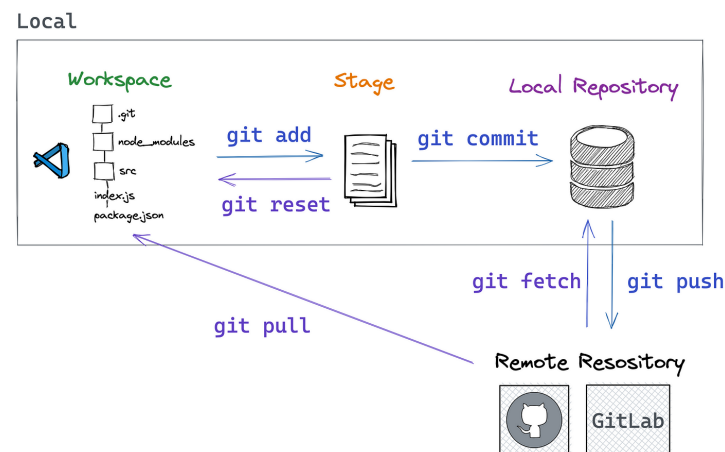 Local
Workspace
Stage
Local Repository
.git
node_modules
src
index.js
package.json
git add
git commit
git reset
git fetch
git push
git pull
Remote Resository
GitLab